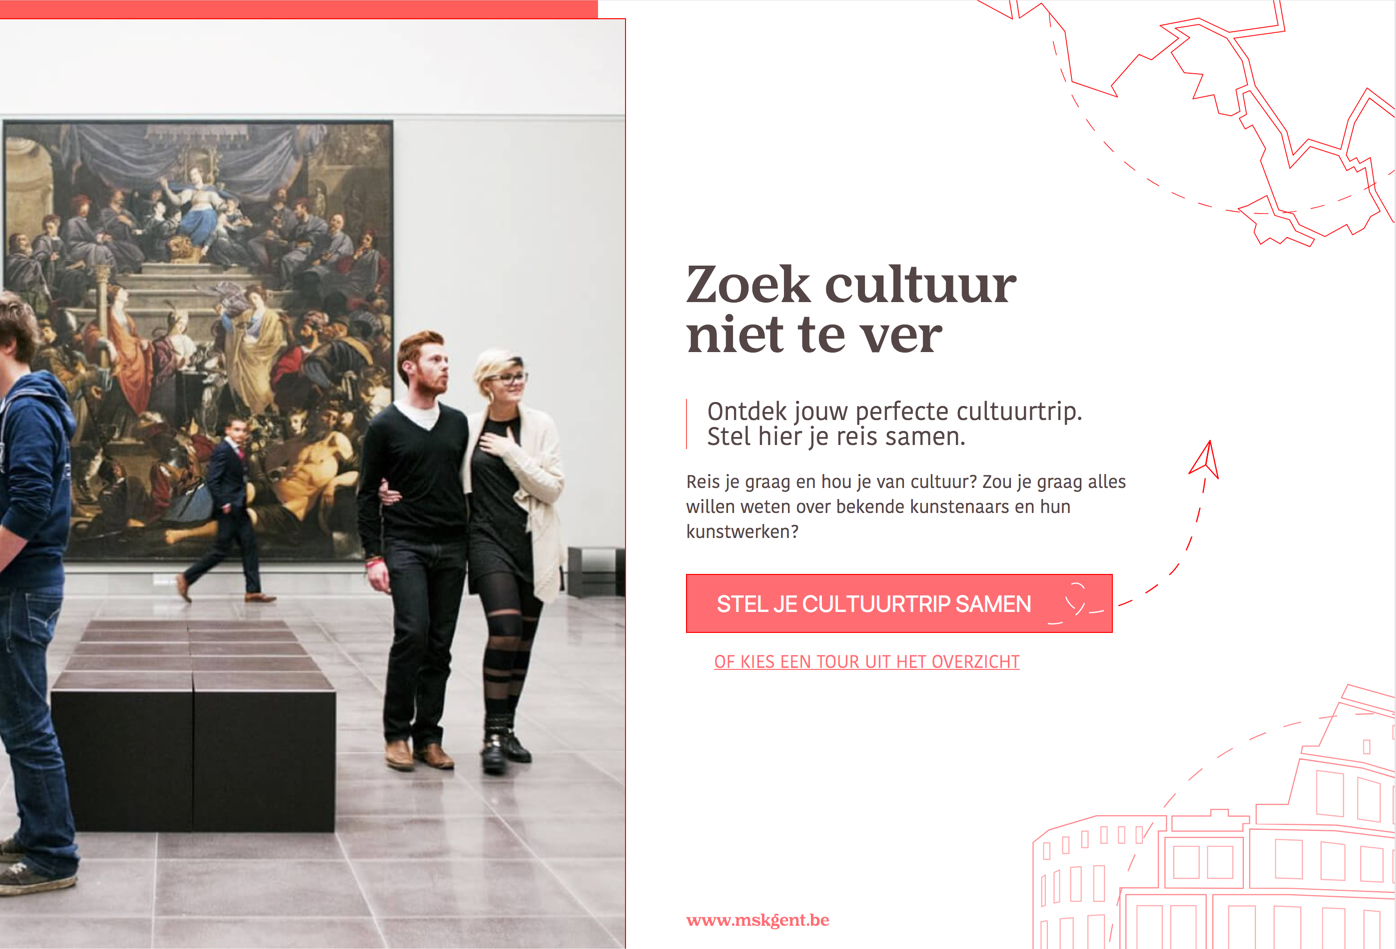 Zoek cultuur
niet te ver
Ontdek jouw perfecte cultuurtrip.
Stel hier je reis samen.
Reis je graag en hou je van cultuur? Zou je graag alles
willen weten over bekende kunstenaars en hun
kunstwerken?
STEL JE CULTUURTRIP SAMEN
OF KIES EEN TOUR UIT HET OVERZICHT
www.mskgent.be